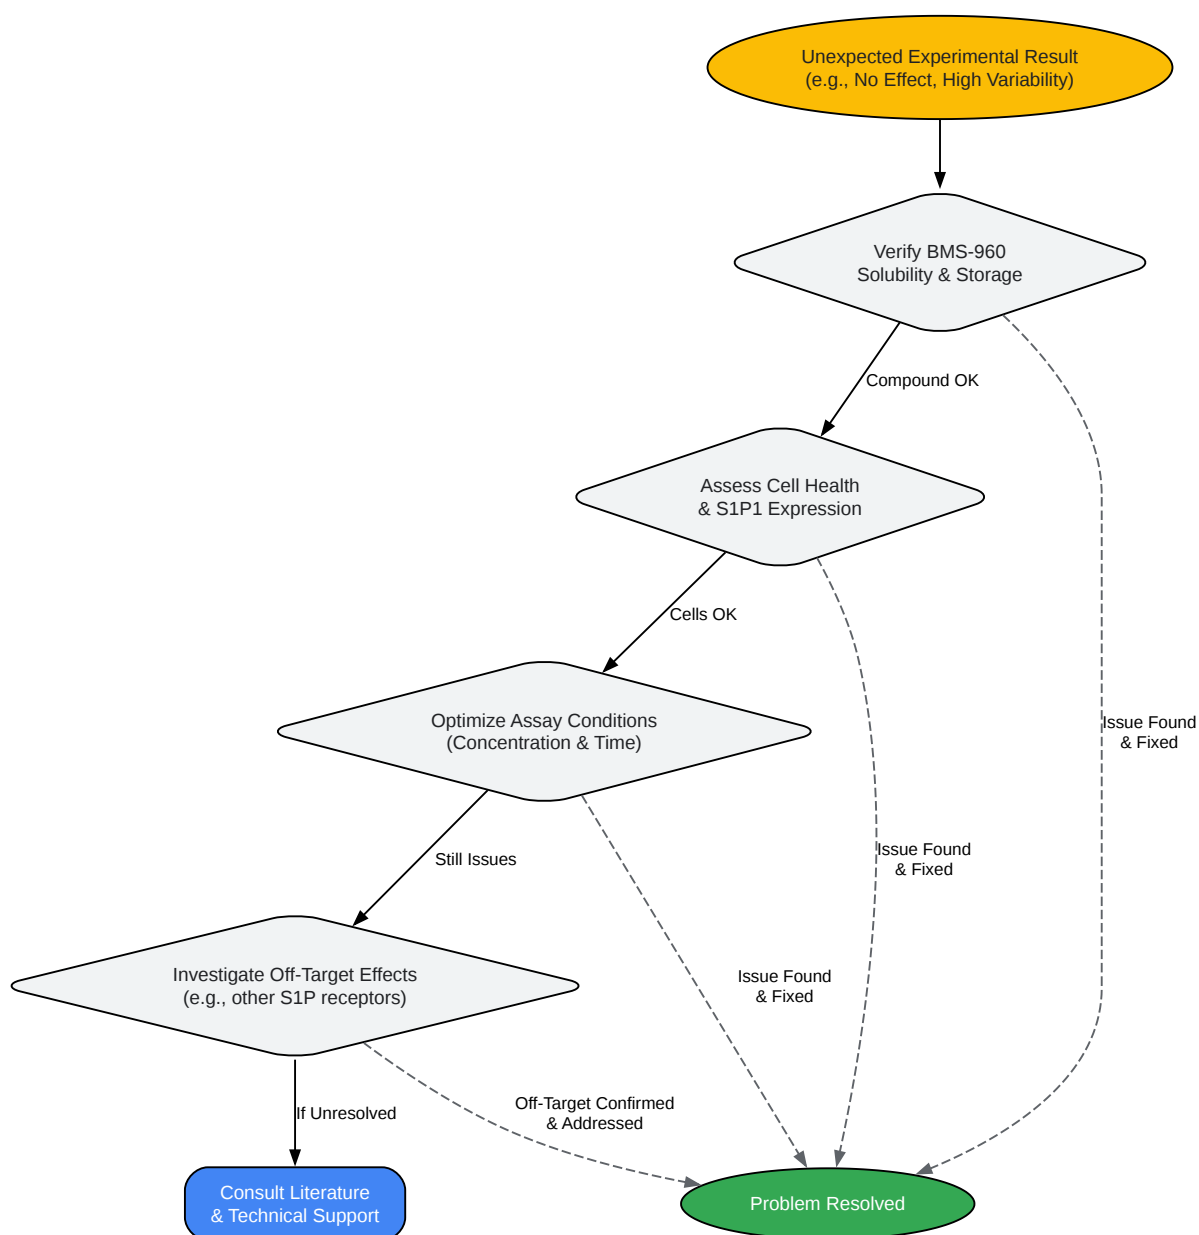 Unexpected Experimental Result
(e.g., No Effect, High Variability)
Verify BMS-960
Solubility & Storage
Compound OK
Assess Cell Health
& S1P1 Expression
Cells OK
Optimize Assay Conditions
(Concentration & Time)
Issue Found
& Fixed
Still Issues
Issue Found
& Fixed
Investigate Off-Target Effects
(e.g., other S1P receptors)
Issue Found
& Fixed
If Unresolved
Off-Target Confirmed
& Addressed
Consult Literature
& Technical Support
Problem Resolved